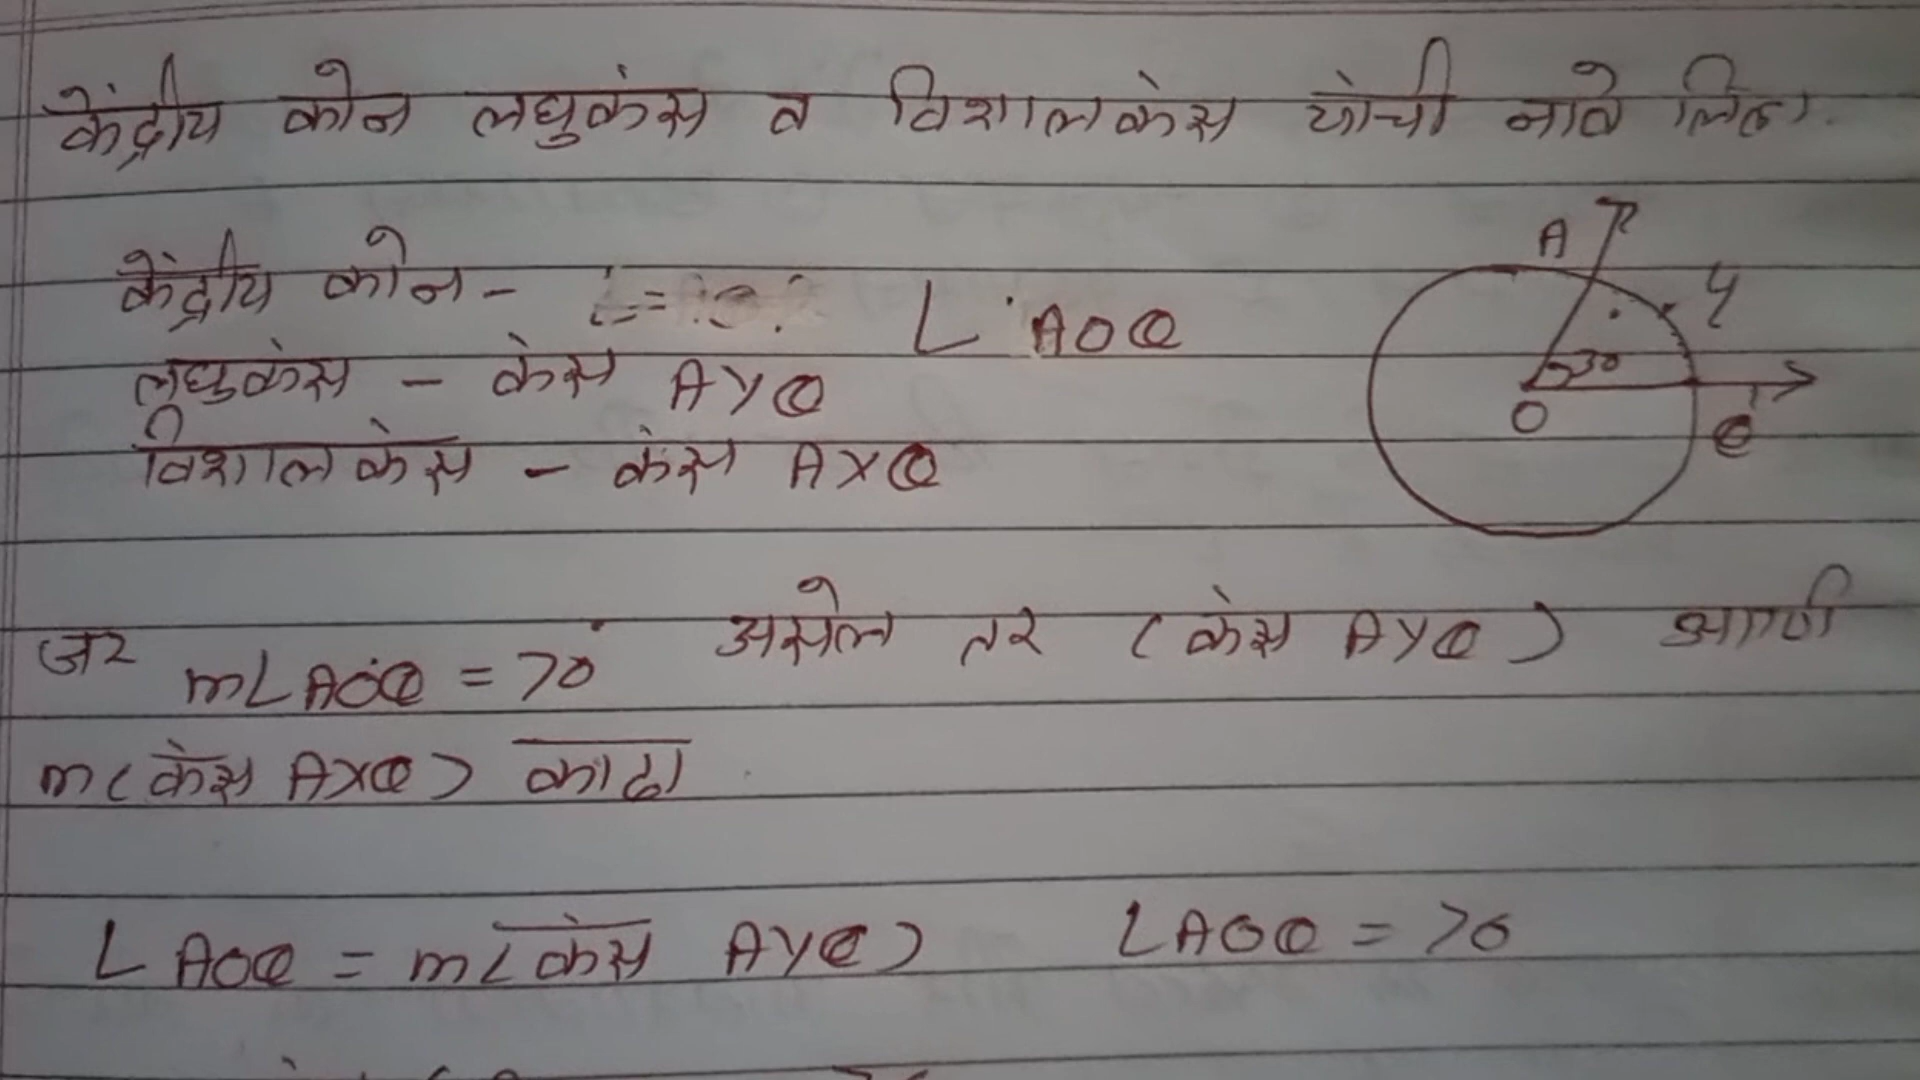 केंद्रीय कोन लघुकंस व विशालकंस यांची नावे लिहा.
केंद्रीय कोन - ∠AOQ
लघुकंस - कंस AYQ
विशालकंस - कंस AXQ
A
Y
70
O
Q
जर m∠AOQ = 70° असेल तर (कंस AYQ) आणी
m(कंस AXQ) काढा
∠AOQ = m(कंस AYQ) ∠AOQ = 70